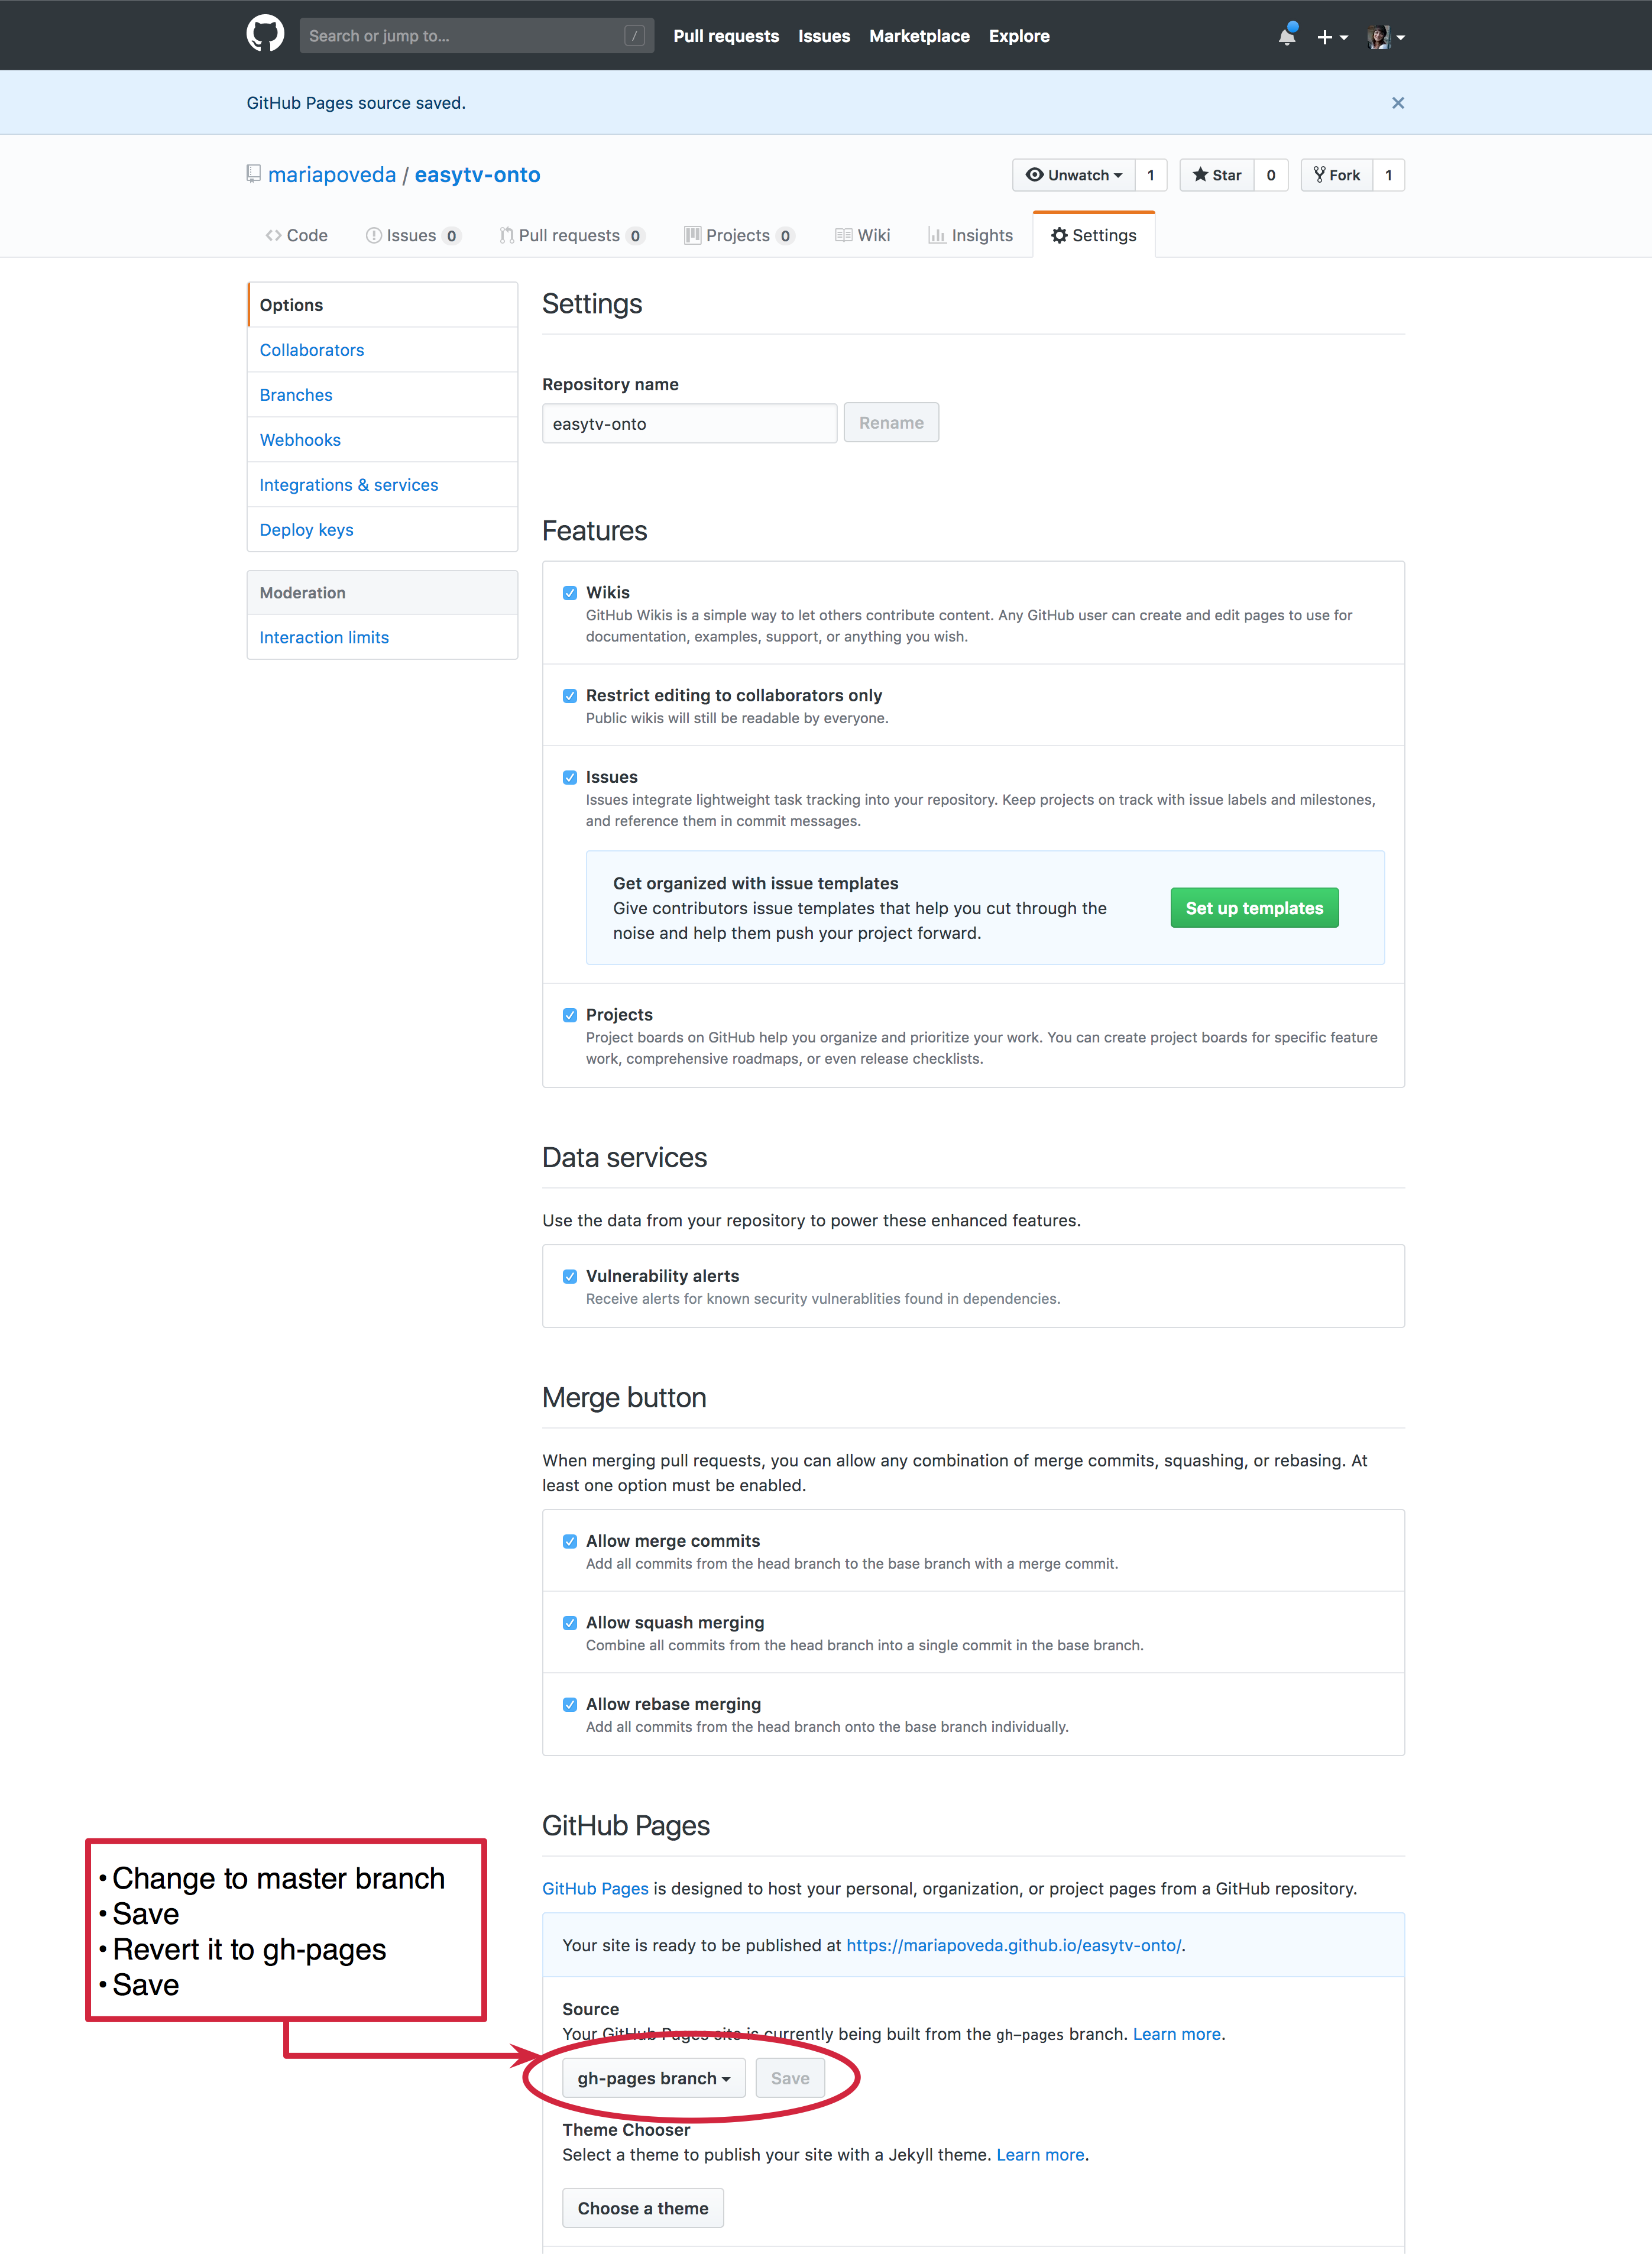 Search or jump to... /
Pull requests Issues Marketplace Explore
GitHub Pages source saved.
mariapoveda / easytv-onto
Unwatch 1 Star 0 Fork 1
Code Issues 0 Pull requests 0 Projects 0 Wiki Insights Settings
Options
Collaborators
Branches
Webhooks
Integrations & services
Deploy keys
Moderation
Interaction limits
Settings
Repository name
easytv-onto Rename
Features
Wikis
GitHub Wikis is a simple way to let others contribute content. Any GitHub user can create and edit pages to use for
documentation, examples, support, or anything you wish.
Restrict editing to collaborators only
Public wikis will still be readable by everyone.
Issues
Issues integrate lightweight task tracking into your repository. Keep projects on track with issue labels and milestones,
and reference them in commit messages.
Get organized with issue templates
Give contributors issue templates that help you cut through the
noise and help them push your project forward.
Set up templates
Projects
Project boards on GitHub help you organize and prioritize your work. You can create project boards for specific feature
work, comprehensive roadmaps, or even release checklists.
Data services
Use the data from your repository to power these enhanced features.
Vulnerability alerts
Receive alerts for known security vulnerablities found in dependencies.
Merge button
When merging pull requests, you can allow any combination of merge commits, squashing, or rebasing. At
least one option must be enabled.
Allow merge commits
Add all commits from the head branch to the base branch with a merge commit.
Allow squash merging
Combine all commits from the head branch into a single commit in the base branch.
Allow rebase merging
Add all commits from the head branch onto the base branch individually.
• Change to master branch
• Save
• Revert it to gh-pages
• Save
GitHub Pages
GitHub Pages is designed to host your personal, organization, or project pages from a GitHub repository.
Your site is ready to be published at https://mariapoveda.github.io/easytv-onto/.
Source
Your GitHub Pages site is currently being built from the gh-pages branch. Learn more.
gh-pages branch Save
Theme Chooser
Select a theme to publish your site with a Jekyll theme. Learn more.
Choose a theme